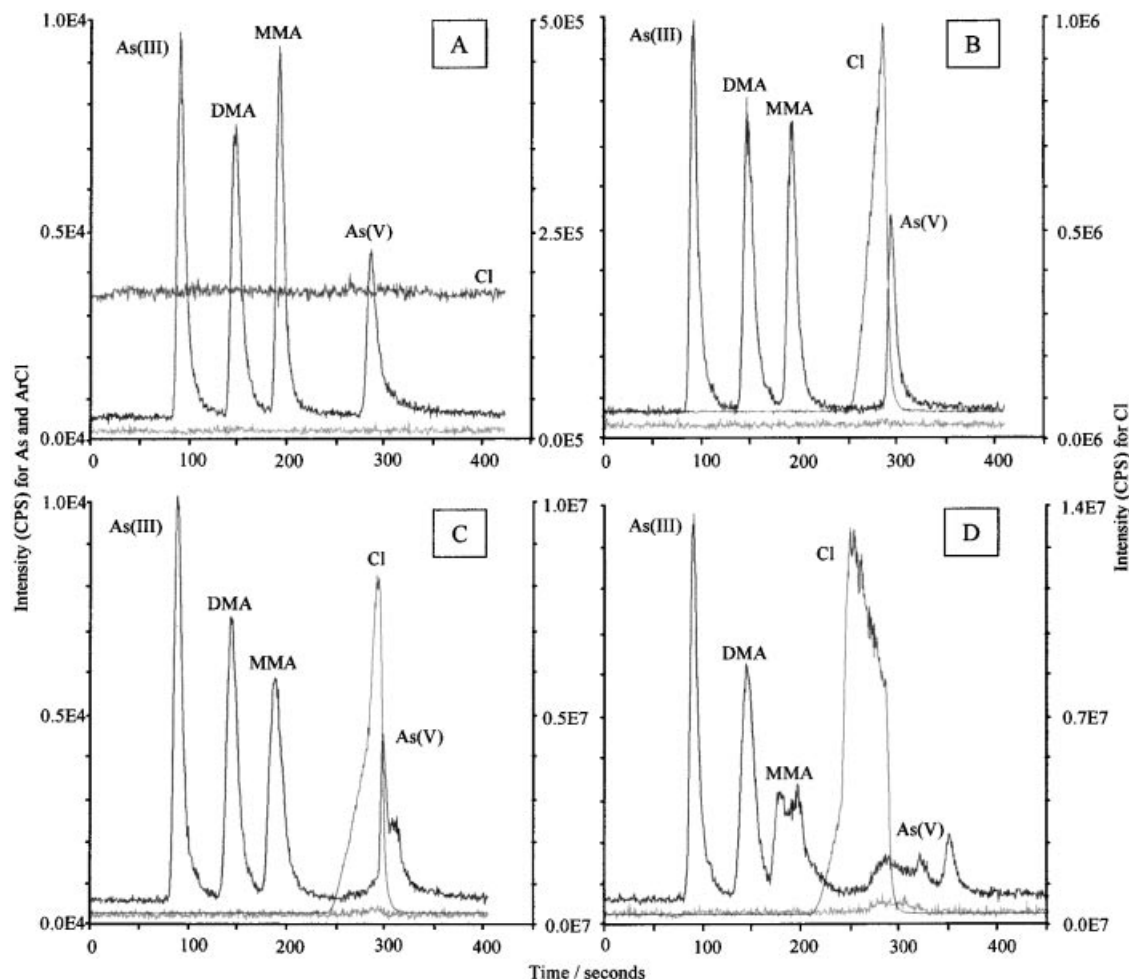 1.0E4
As(III)
MMA
A
5.0E5
DMA
0.5E4
As(V)
2.5E5
Cl
0.0E4
0.0E5
0 100 200 300 400
As(III)
B
1.0E6
Cl
DMA
MMA
As(V)
0.5E6
0.0E6
0 100 200 300 400
Intensity (CPS) for As and ArCl
Intensity (CPS) for Cl
1.0E4
As(III)
C
1.0E7
Cl
DMA
MMA
As(V)
0.5E4
0.5E7
0.0E4
0.0E7
0 100 200 300 400
As(III)
D
1.4E7
Cl
DMA
MMA
0.7E7
As(V)
0.0E7
0 100 200 300 400
Time / seconds